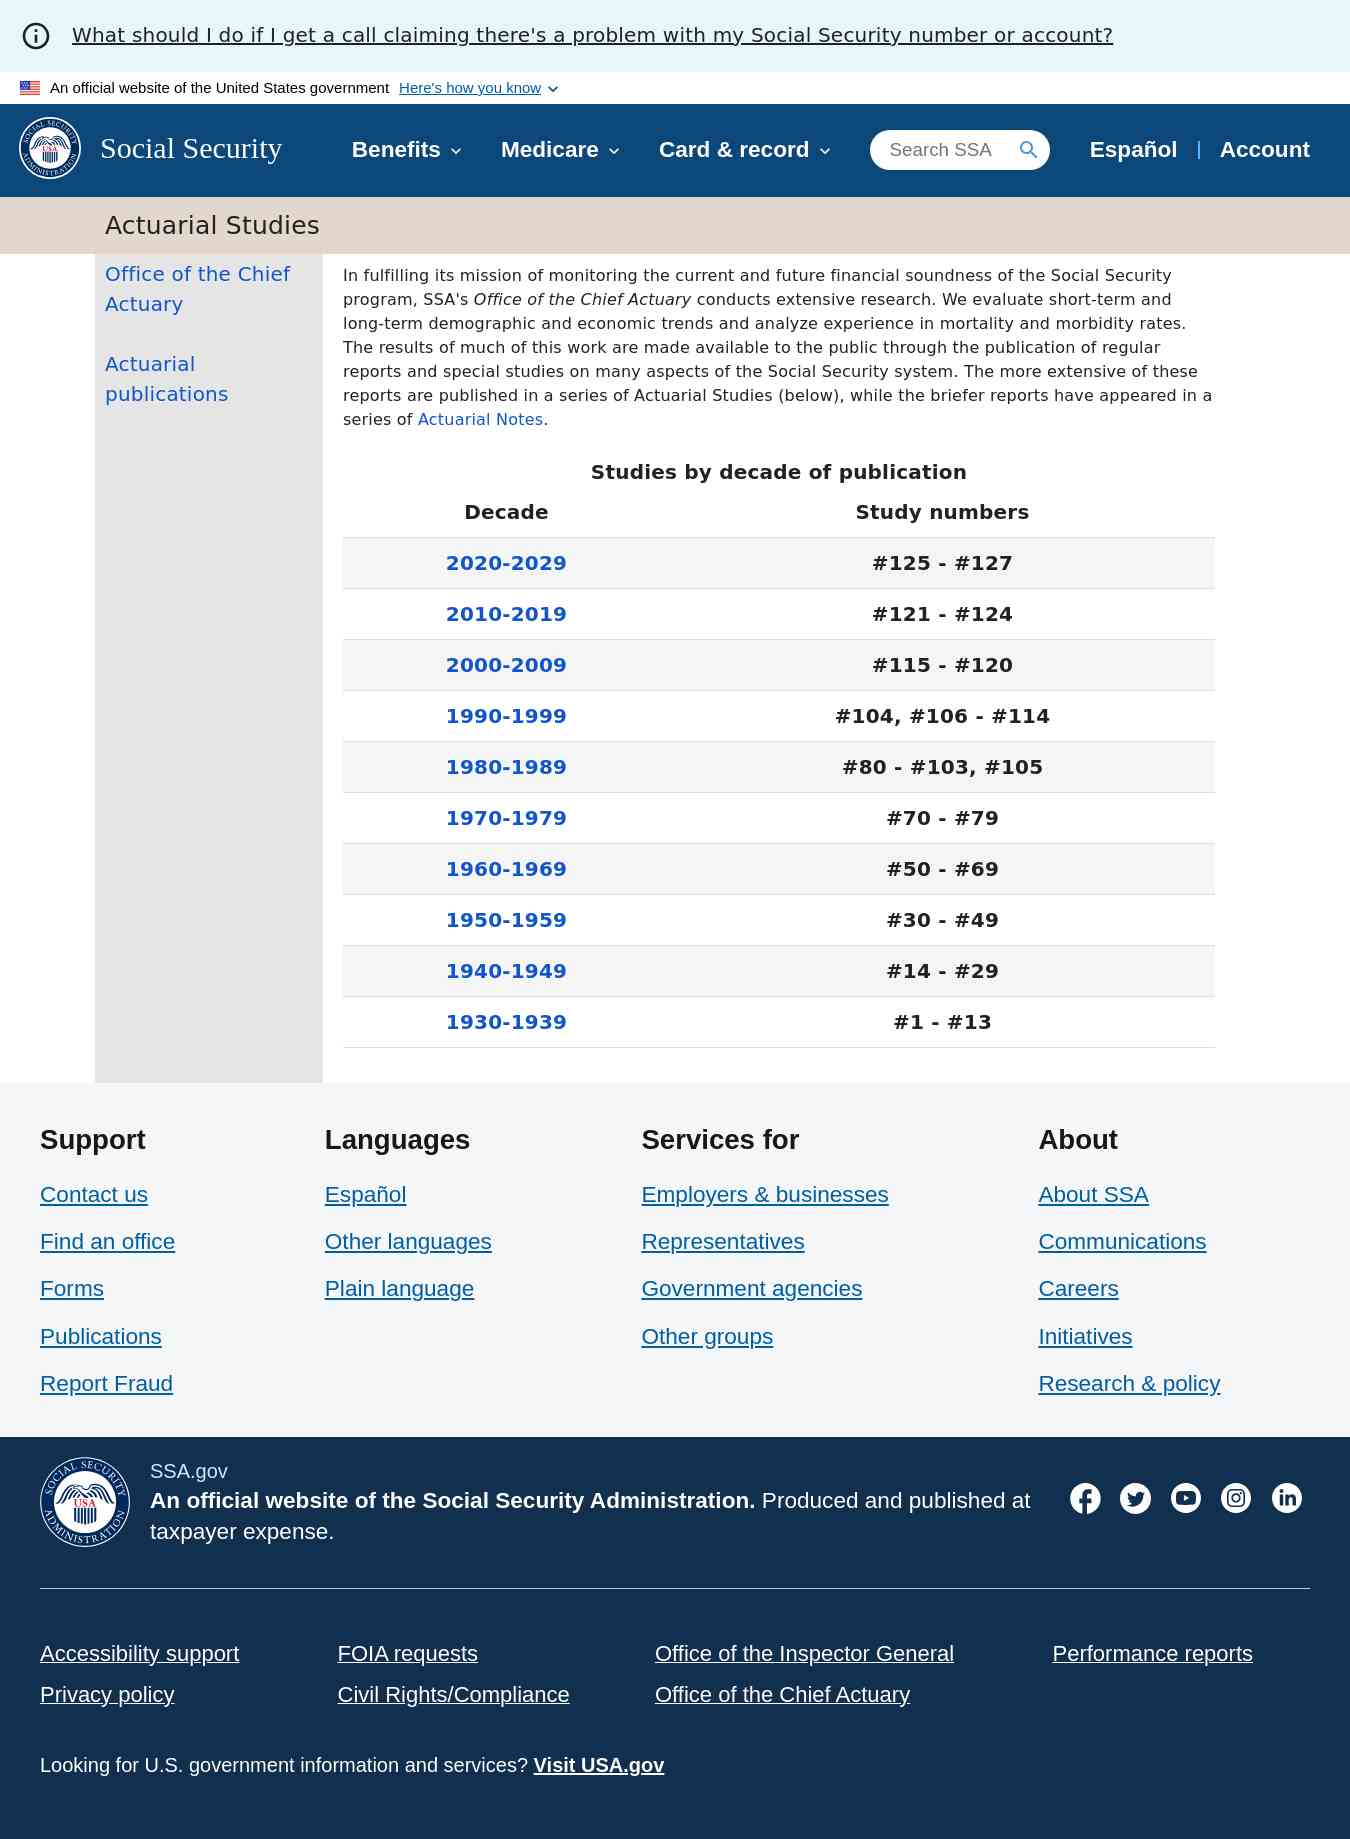 What should I do if I get a call claiming there's a problem with my Social Security number or account?
An official website of the United States government Here's how you know
Social Security Benefits Medicare Card & record Search SSA Español Account
Actuarial Studies
Office of the Chief
Actuary
Actuarial
publications
In fulfilling its mission of monitoring the current and future financial soundness of the Social Security
program, SSA's Office of the Chief Actuary conducts extensive research. We evaluate short-term and
long-term demographic and economic trends and analyze experience in mortality and morbidity rates.
The results of much of this work are made available to the public through the publication of regular
reports and special studies on many aspects of the Social Security system. The more extensive of these
reports are published in a series of Actuarial Studies (below), while the briefer reports have appeared in a
series of Actuarial Notes.
Studies by decade of publication
Decade Study numbers
2020-2029 #125 - #127
2010-2019 #121 - #124
2000-2009 #115 - #120
1990-1999 #104, #106 - #114
1980-1989 #80 - #103, #105
1970-1979 #70 - #79
1960-1969 #50 - #69
1950-1959 #30 - #49
1940-1949 #14 - #29
1930-1939 #1 - #13
Support
Contact us
Find an office
Forms
Publications
Report Fraud
Languages
Español
Other languages
Plain language
Services for
Employers & businesses
Representatives
Government agencies
Other groups
About
About SSA
Communications
Careers
Initiatives
Research & policy
SOCIAL SECURITY
USA
ADMINISTRATION
SSA.gov
An official website of the Social Security Administration. Produced and published at
taxpayer expense.
Accessibility support FOIA requests Office of the Inspector General Performance reports
Privacy policy Civil Rights/Compliance Office of the Chief Actuary
Looking for U.S. government information and services? Visit USA.gov